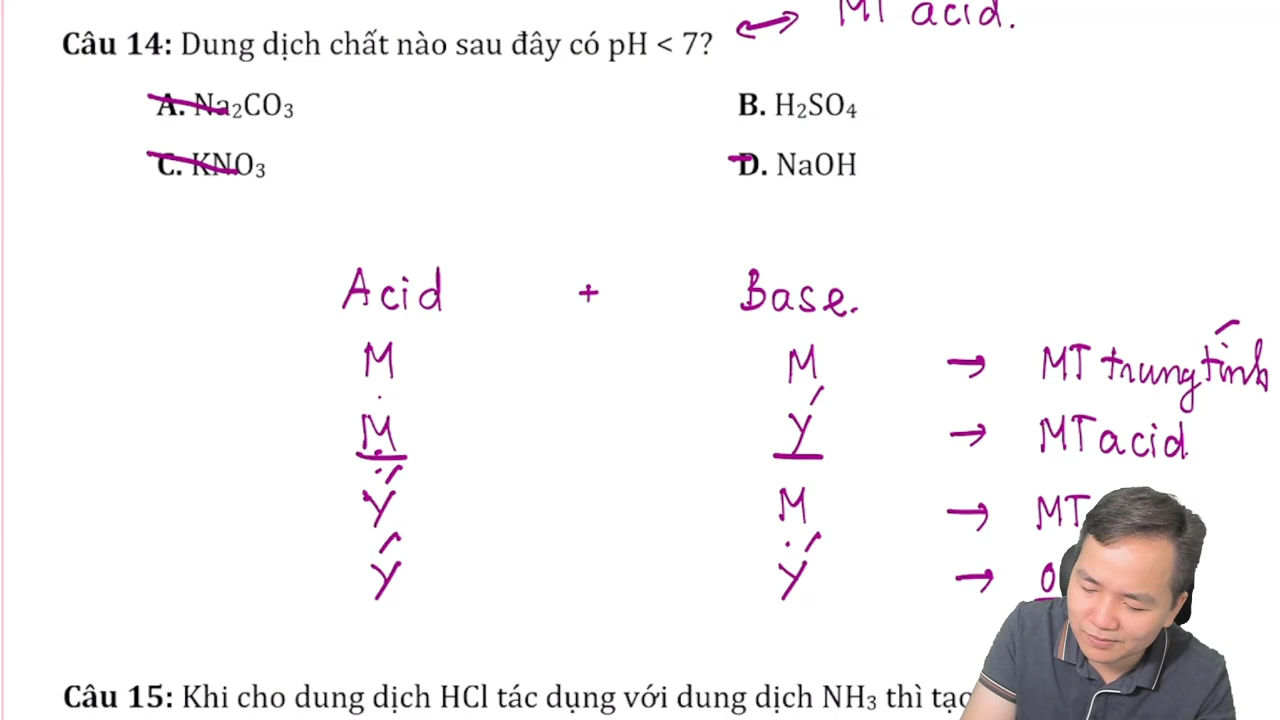 MT acid.
Câu 14: Dung dịch chất nào sau đây có pH < 7? ↔
A. Na₂CO₃ B. H₂SO₄
C. KNO₃ D. NaOH
Acid + Base.
M M → MT trung tính
M Ý → MT acid
Ý M → MT
Ý Ý →
Câu 15: Khi cho dung dịch HCl tác dụng với dung dịch NH₃ thì tạo